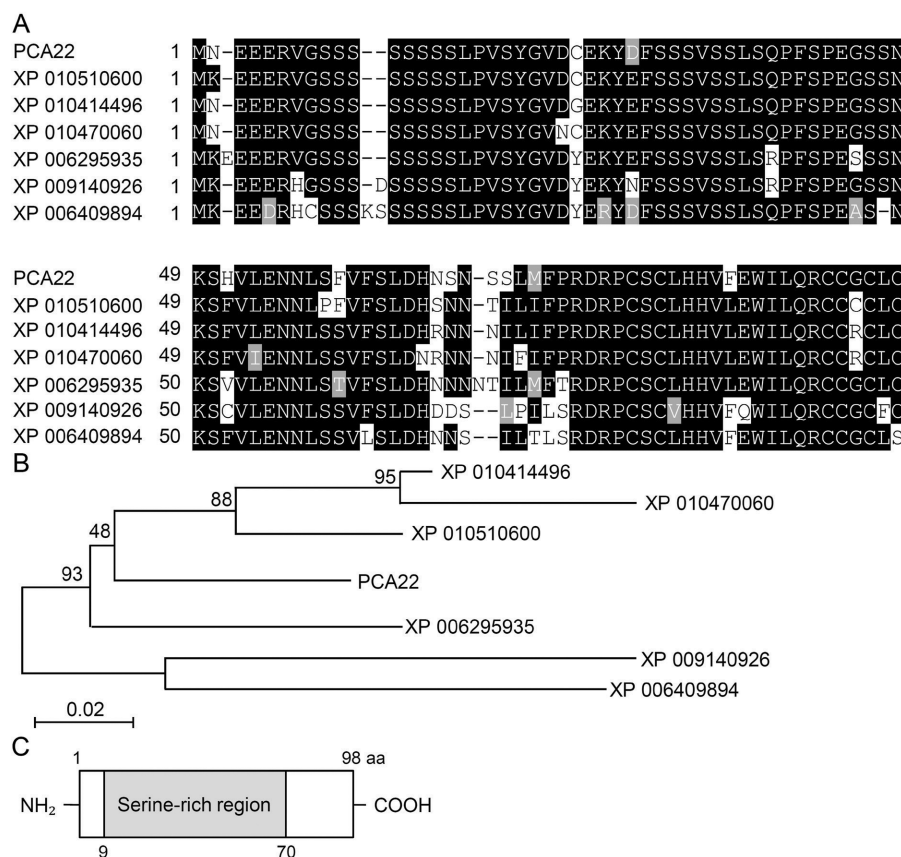 A
PCA22 1 MN-EEERVGSSS--SSSSSLPVSYGVDCEKYDFSSSVSSLSQPFSPEGSSN
XP 010510600 1 MK-EEERVGSSS--SSSSSLPVSYGVDCEKYEFSSSVSSLSQPFSPEGSSN
XP 010414496 1 MN-EEERVGSSS--SSSSSLPVSYGVDGEKYEFSSSVSSLSQPFSPEGSSN
XP 010470060 1 MN-EEERVGSSS--SSSSSLPVSYGVNCEKYEFSSSVSSLSQPFSPEGSSN
XP 006295935 1 MKEEEERVGSSS--SSSSSLPVSYGVDYEKYEFSSSVSSLSRPFSPESSSN
XP 009140926 1 MK-EEERHGSSS-DSSSSSLPVSYGVDYEKYNFSSSVSSLSRPFSPEGSSN
XP 006409894 1 MK-EEDRHCSSSKSSSSSSLPVSYGVDYERYDFSSSVSSLSQPFSPEAS-N
PCA22 49 KSHVLENNLSFVFSLDHNSN-SSLMFPRDRPCSCLHHVFEWILQRCCGCLC
XP 010510600 49 KSFVLENNLPFVFSLDHSNN-TILIFPRDRPCSCLHHVLEWILQRCCCCLC
XP 010414496 49 KSFVLENNLSSVFSLDHRNN-NILIFPRDRPCSCLHHVLEWILQRCCRCLC
XP 010470060 49 KSFVIENNLSSVFSLDNRNN-NIFIFPRDRPCSCLHHVLEWILQRCCRCLC
XP 006295935 50 KSVVLENNLSTVFSLDHNNNNTILMFTRDRPCSCLHHVLEWILQRCCGCLC
XP 009140926 50 KSCVLENNLSSVFSLDHDDS--LPILSRDRPCSCVHHVFQWILQRCCGCFC
XP 006409894 50 KSFVLENNLSSVLSLDHNNS--ILTLSRDRPCSCLHHVFEWILQRCCGCLS
B
XP 010414496
95
XP 010470060
88
XP 010510600
48
PCA22
93
XP 006295935
XP 009140926
XP 006409894
0.02
C
1 98 aa
NH₂ Serine-rich region COOH
9 70